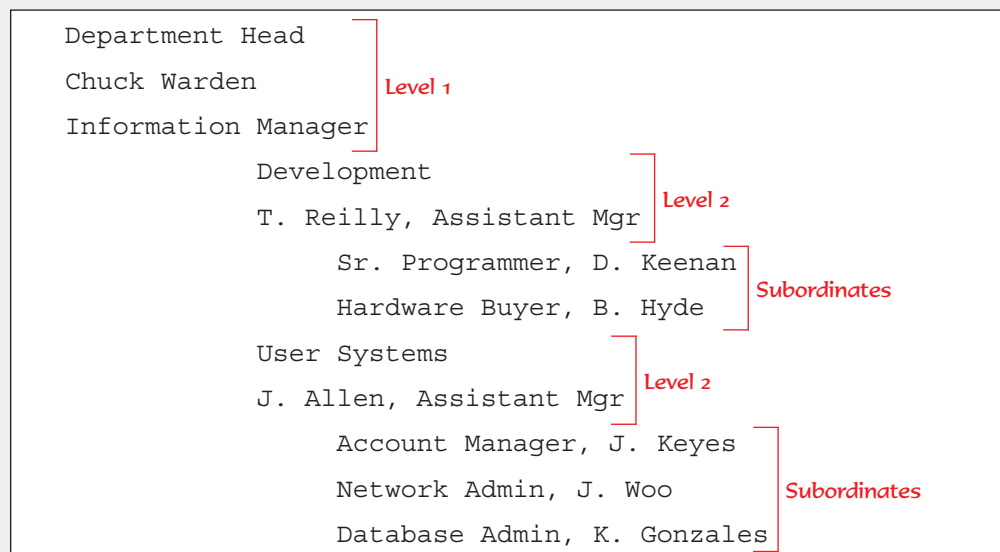 Department Head
Chuck Warden
Level 1
Information Manager
Development
T. Reilly, Assistant Mgr
Level 2
Sr. Programmer, D. Keenan
Hardware Buyer, B. Hyde
Subordinates
User Systems
J. Allen, Assistant Mgr
Level 2
Account Manager, J. Keyes
Network Admin, J. Woo
Subordinates
Database Admin, K. Gonzales